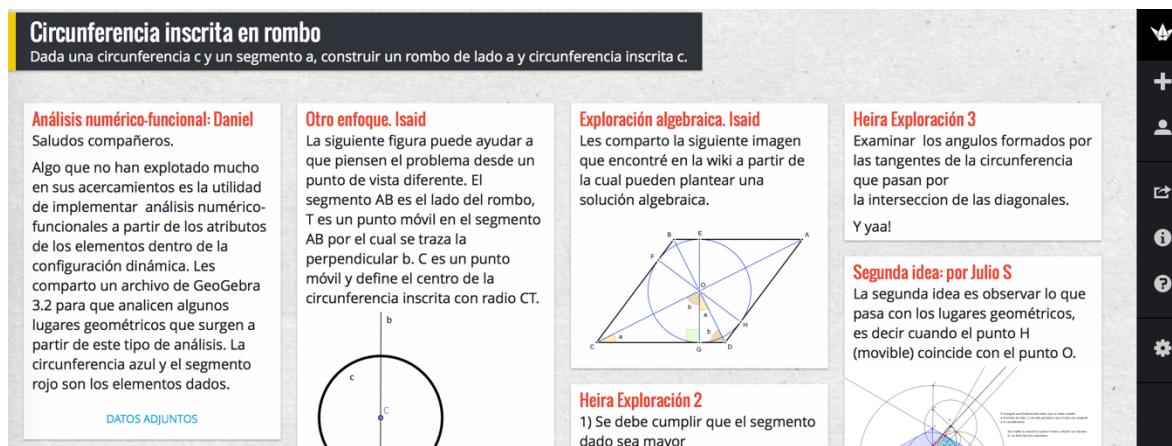 Circunferencia inscrita en rombo
Dada una circunferencia c y un segmento a, construir un rombo de lado a y circunferencia inscrita c.
Análisis numérico-funcional: Daniel
Saludos compañeros.
Algo que no han explotado mucho
en sus acercamientos es la utilidad
de implementar análisis numérico-
funcionales a partir de los atributos
de los elementos dentro de la
configuración dinámica. Les
comparto un archivo de GeoGebra
3.2 para que analicen algunos
lugares geométricos que surgen a
partir de este tipo de análisis. La
circunferencia azul y el segmento
rojo son los elementos dados.
DATOS ADJUNTOS
Otro enfoque. Isaid
La siguiente figura puede ayudar a
que piensen el problema desde un
punto de vista diferente. El
segmento AB es el lado del rombo,
T es un punto móvil en el segmento
AB por el cual se traza la
perpendicular b. C es un punto
móvil y define el centro de la
circunferencia inscrita con radio CT.
b
c
C
Exploración algebraica. Isaid
Les comparto la siguiente imagen
que encontré en la wiki a partir de
la cual pueden plantear una
solución algebraica.
B
E
A
F
O
b
a
H
a
b
C
G
D
Heira Exploración 2
1) Se debe cumplir que el segmento
dado sea mayor
Heira Exploración 3
Examinar los angulos formados por
las tangentes de la circunferencia
que pasan por
la interseccion de las diagonales.
Y yaa!
Segunda idea: por Julio S
La segunda idea es observar lo que
pasa con los lugares geométricos,
es decir cuando el punto H
(movible) coincide con el punto O.